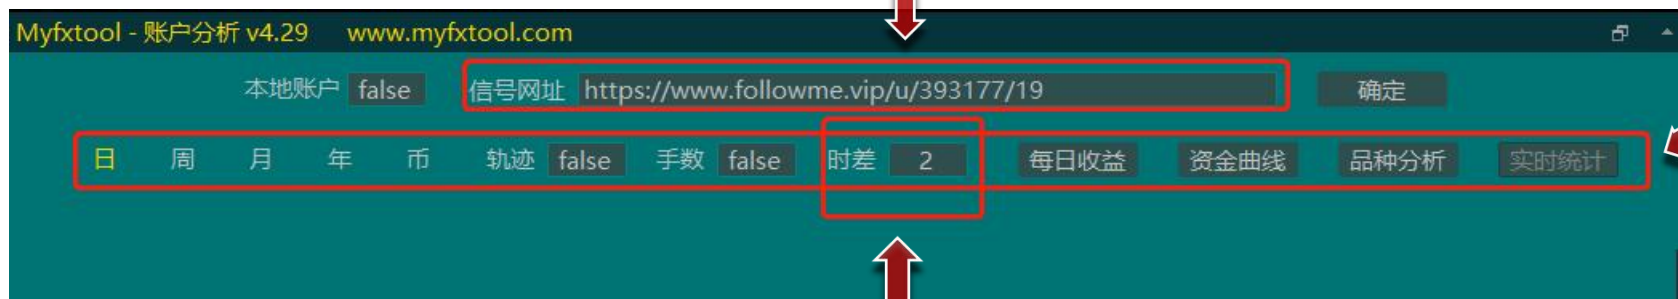 Myfxtool - 账户分析 v4.29 www.myfxtool.com
本地账户 false 信号网址 https://www.followme.vip/u/393177/19 确定
日 周 月 年 币 轨迹 false 手数 false 时差 2 每日收益 资金曲线 品种分析 实时统计